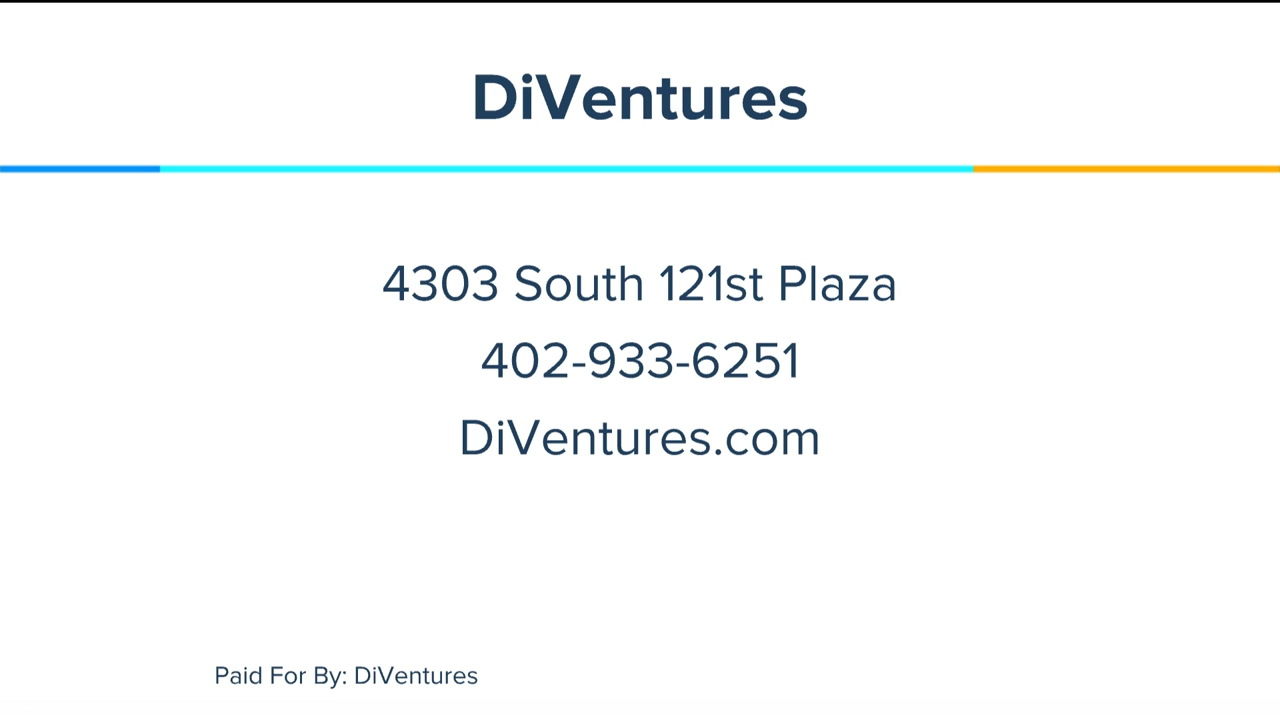 DiVentures
4303 South 121st Plaza
402-933-6251
DiVentures.com
Paid For By: DiVentures